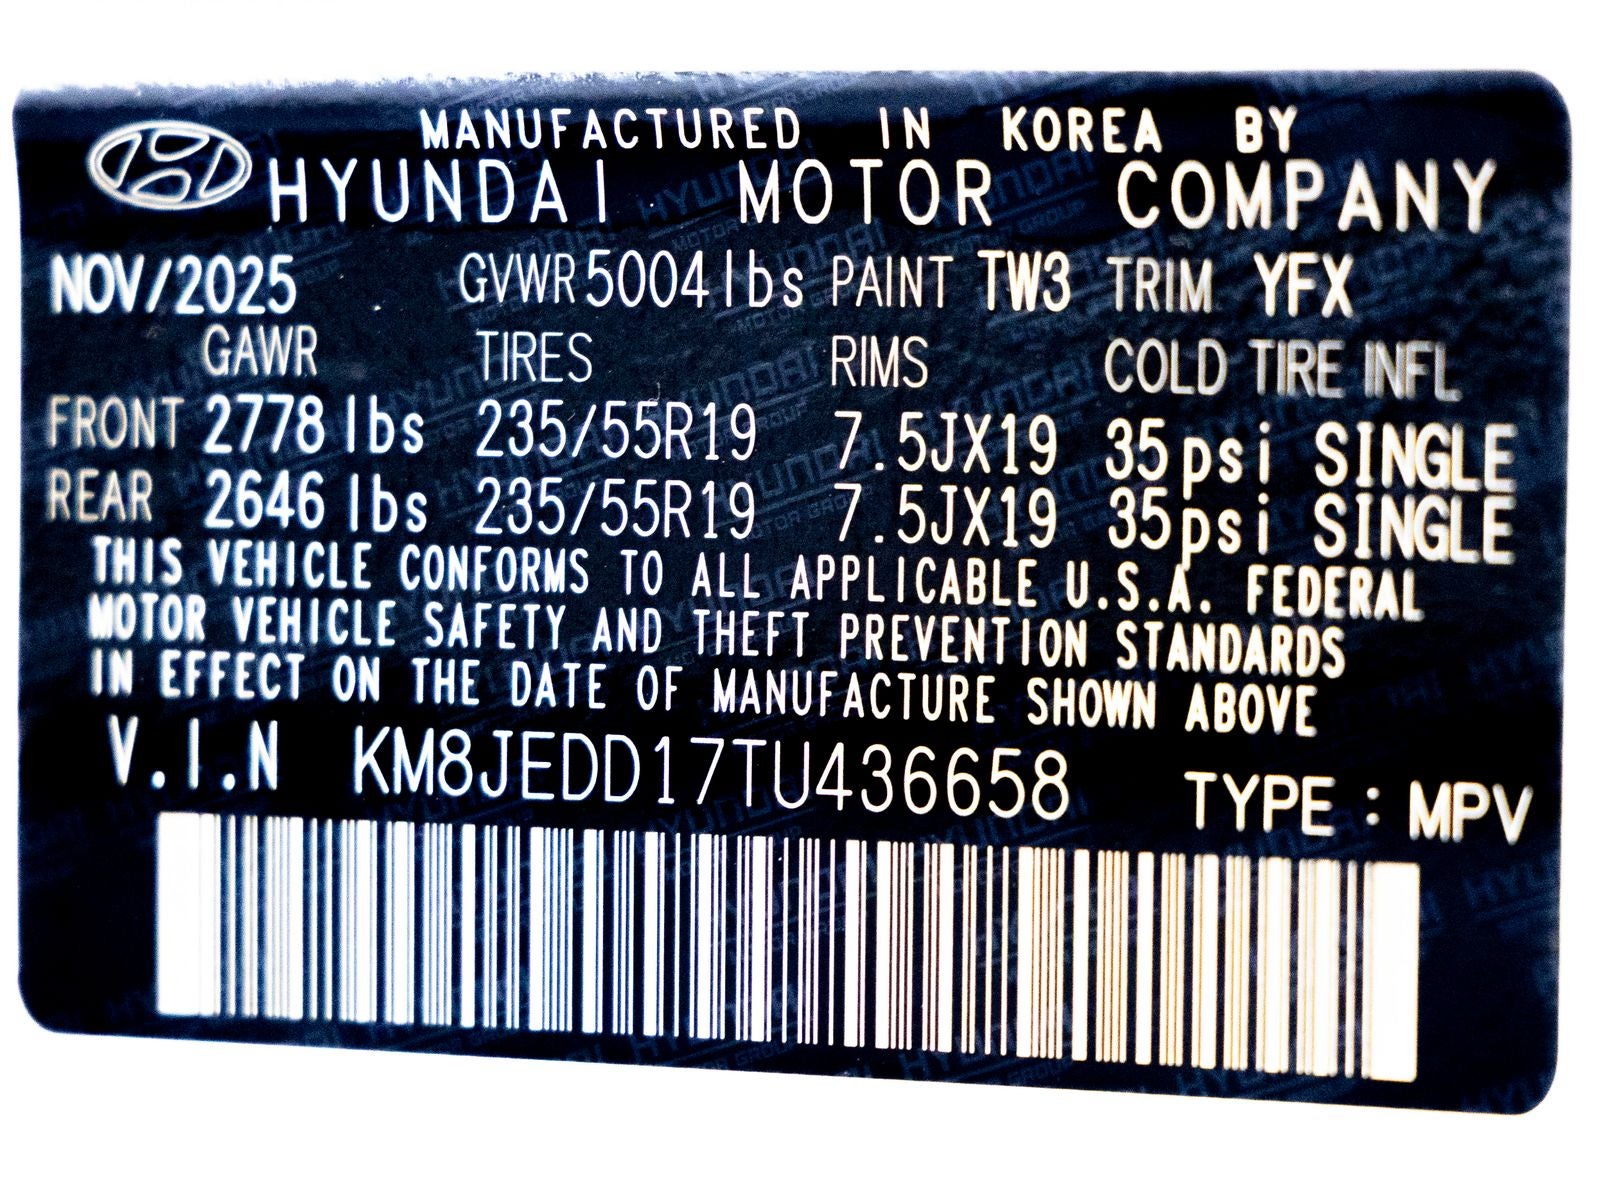 MANUFACTURED IN KOREA BY
HYUNDAI MOTOR COMPANY
NOV/2025 GVWR 5004 lbs PAINT TW3 TRIM YFX
GAWR TIRES RIMS COLD TIRE INFL
FRONT 2778 lbs 235/55R19 7.5JX19 35psi SINGLE
REAR 2646 lbs 235/55R19 7.5JX19 35psi SINGLE
THIS VEHICLE CONFORMS TO ALL APPLICABLE U.S.A. FEDERAL
MOTOR VEHICLE SAFETY AND THEFT PREVENTION STANDARDS
IN EFFECT ON THE DATE OF MANUFACTURE SHOWN ABOVE
V.I.N KM8JEDD17TU436658 TYPE : MPV